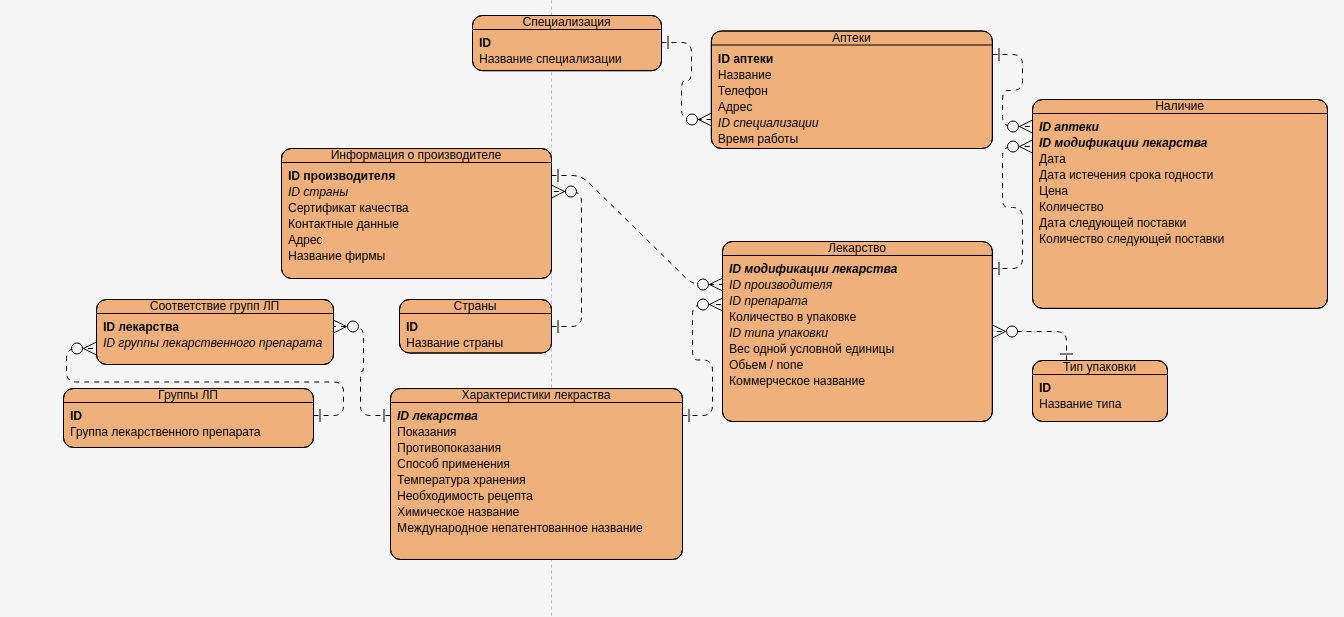 Специализация
ID
Название специализации
Аптеки
ID аптеки
Название
Телефон
Адрес
ID специализации
Время работы
Наличие
ID аптеки
ID модификации лекарства
Дата
Дата истечения срока годности
Цена
Количество
Дата следующей поставки
Количество следующей поставки
Информация о производителе
ID производителя
ID страны
Сертификат качества
Контактные данные
Адрес
Название фирмы
Лекарство
ID модификации лекарства
ID производителя
ID препарата
Количество в упаковке
ID типа упаковки
Вес одной условной единицы
Обьем / none
Коммерческое название
Соответствие групп ЛП
ID лекарства
ID группы лекарственного препарата
Страны
ID
Название страны
Тип упаковки
ID
Название типа
Группы ЛП
ID
Группа лекарственного препарата
Характеристики лекраства
ID лекарства
Показания
Противопоказания
Способ применения
Температура хранения
Необходимость рецепта
Химическое название
Международное непатентованное название